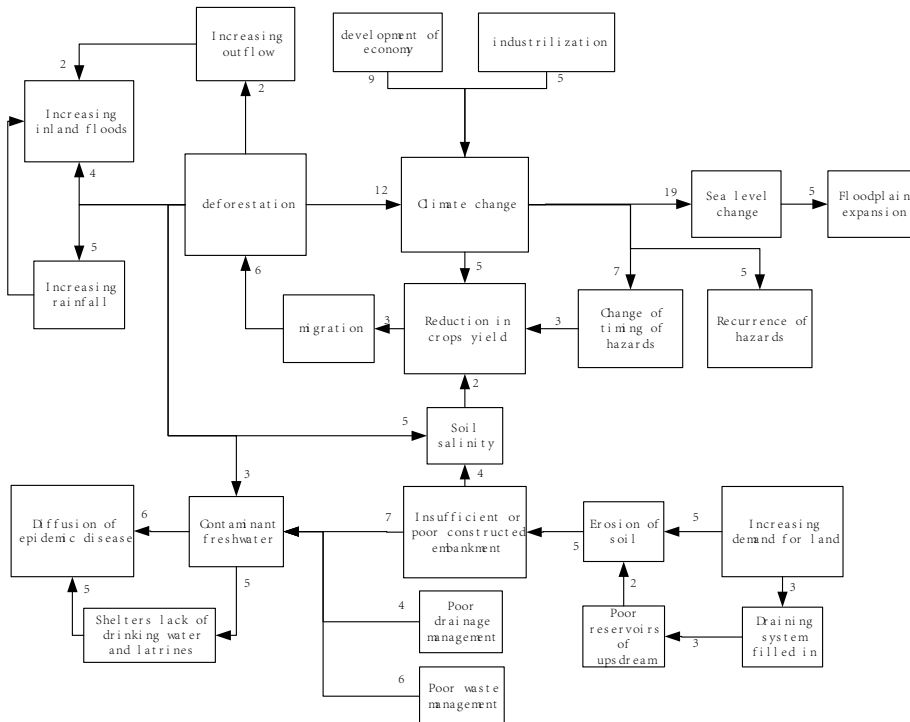 Increasing
outflow
2
2
development of
economy
9
industrilization
5
Increasing
inland floods
4
5
Increasing
rainfall
deforestation
12
Climate change
19
Sea level
change
5
Floodplain
expansion
6
migration
3
5
Reduction in
crops yield
3
7
Change of
timing of
hazards
5
Recurrence of
hazards
2
5
Soil
salinity
4
3
Diffusion of
epidemic disease
6
Contaminant
freshwater
7
Insufficient or
poor constructed
embankment
5
Erosion of
soil
5
Increasing
demand for land
5
5
Shelters lack of
drinking water
and latrines
4
Poor
drainage
management
2
Poor
reservoirs
of
upsdream
3
3
Draining
system
filled in
6
Poor waste
management